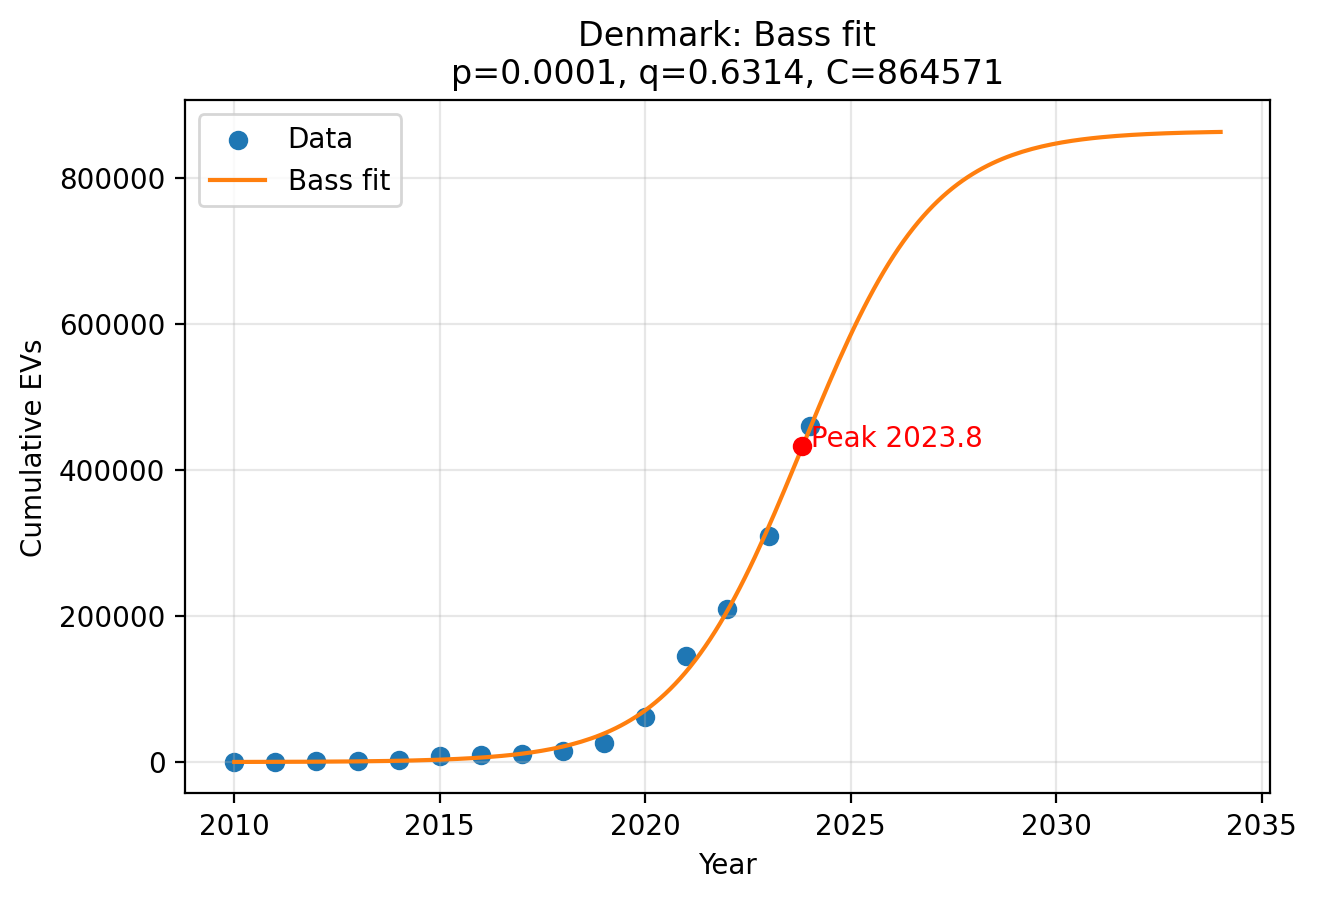 Denmark: Bass fit
p=0.0001, q=0.6314, C=864571
Data
Bass fit
800000
600000
400000
200000
0
Cumulative EVs
Peak 2023.8
2010
2015
2020
2025
2030
2035
Year